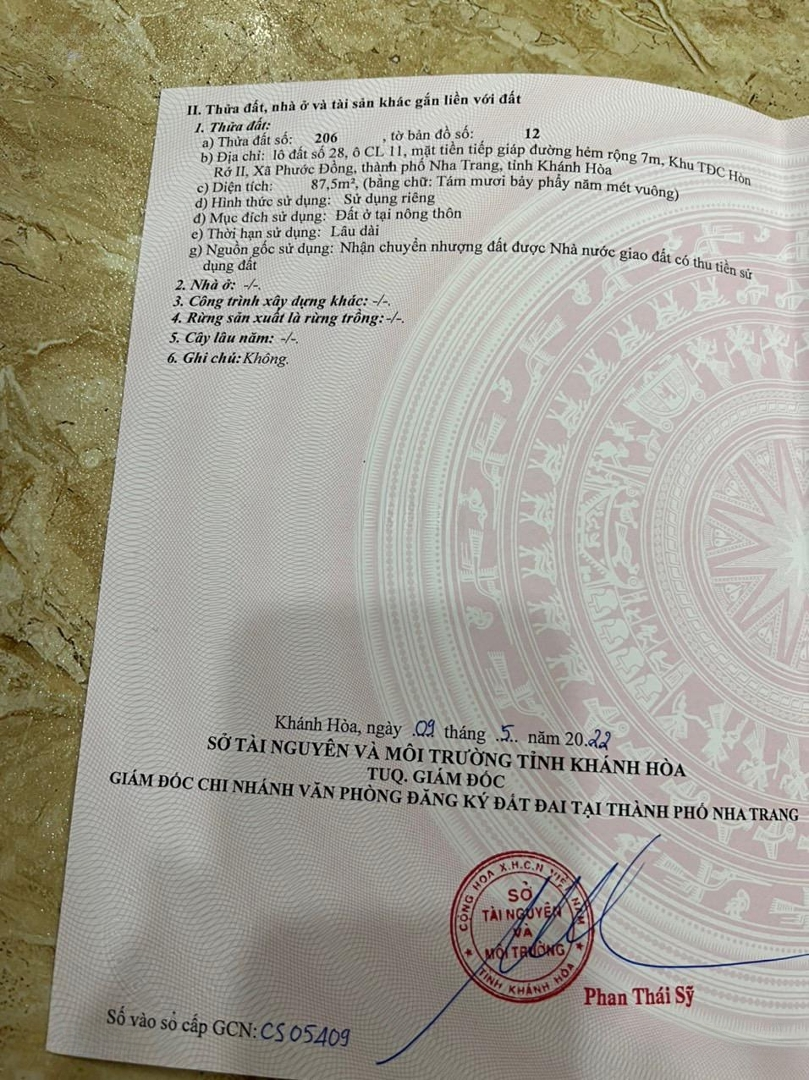 II. Thửa đất, nhà ở và tài sản khác gắn liền với đất
1. Thửa đất:
a) Thửa đất số: 206 , tờ bản đồ số: 12
b) Địa chỉ: lô đất số 28, ô CL 11, mặt tiền tiếp giáp đường hẻm rộng 7m, Khu TĐC Hòn
Rớ II, Xã Phước Đồng, thành phố Nha Trang, tỉnh Khánh Hòa
c) Diện tích: 87,5m², (bằng chữ: Tám mươi bảy phẩy năm mét vuông)
d) Hình thức sử dụng: Sử dụng riêng
đ) Mục đích sử dụng: Đất ở tại nông thôn
e) Thời hạn sử dụng: Lâu dài
g) Nguồn gốc sử dụng: Nhận chuyển nhượng đất được Nhà nước giao đất có thu tiền sử
dụng đất
2. Nhà ở: -/-.
3. Công trình xây dựng khác: -/-.
4. Rừng sản xuất là rừng trồng: -/-.
5. Cây lâu năm: -/-.
6. Ghi chú: Không.
Khánh Hòa, ngày .09 tháng .5.. năm 20.22
SỞ TÀI NGUYÊN VÀ MÔI TRƯỜNG TỈNH KHÁNH HÒA
TUQ. GIÁM ĐỐC
GIÁM ĐỐC CHI NHÁNH VĂN PHÒNG ĐĂNG KÝ ĐẤT ĐAI TẠI THÀNH PHỐ NHA TRANG
CỘNG HÒA X.H.C.N VIỆT NAM
SỞ
TÀI NGUYÊN
VÀ
MÔI TRƯỜNG
TỈNH KHÁNH HÒA
Phan Thái Sỹ
Số vào sổ cấp GCN: CS 05409